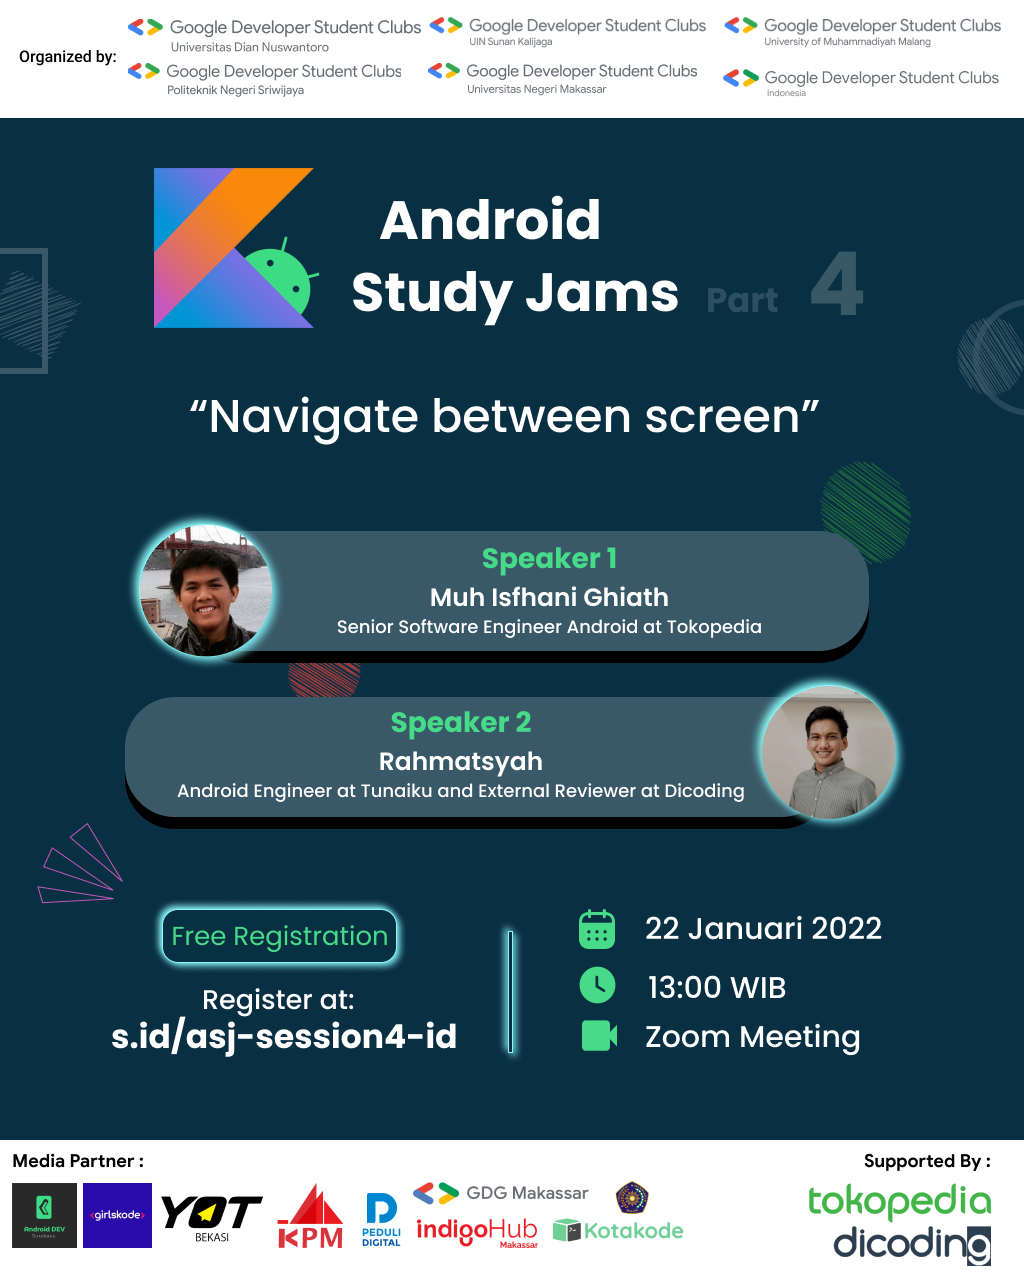 Organized by:
Google Developer Student Clubs
Universitas Dian Nuswantoro
Google Developer Student Clubs
UIN Sunan Kalijaga
Google Developer Student Clubs
University of Muhammadiyah Malang
Google Developer Student Clubs
Politeknik Negeri Sriwijaya
Google Developer Student Clubs
Universitas Negeri Makassar
Google Developer Student Clubs
Indonesia
Android
Study Jams
Part 4
“Navigate between screen”
Speaker 1
Muh Isfhani Ghiath
Senior Software Engineer Android at Tokopedia
Speaker 2
Rahmatsyah
Android Engineer at Tunaiku and External Reviewer at Dicoding
Free Registration
Register at:
s.id/asj-session4-id
22 Januari 2022
13:00 WIB
Zoom Meeting
Media Partner :
Android DEV
Surabaya
<girlskode>
YOT
BEKASI
KPM
PEDULI
DIGITAL
GDG Makassar
indigoHub
Makassar
Kotakode
Supported By :
tokopedia
dicoding